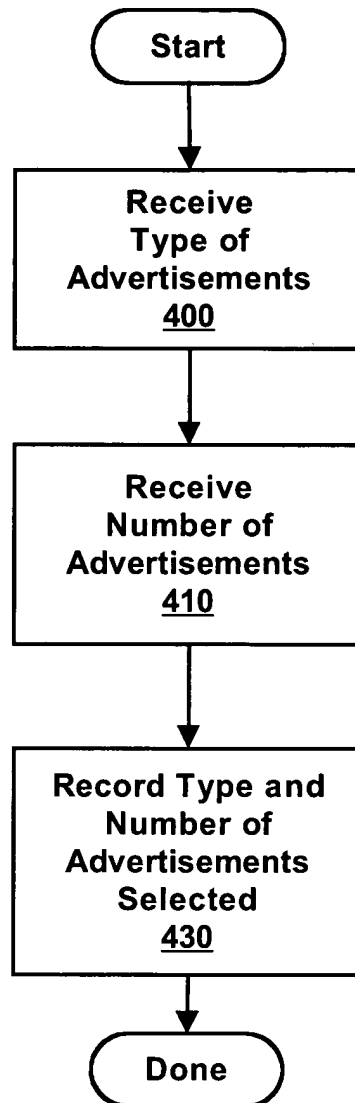 Start
Receive
Type of
Advertisements
400
Receive
Number of
Advertisements
410
Record Type and
Number of
Advertisements
Selected
430
Done